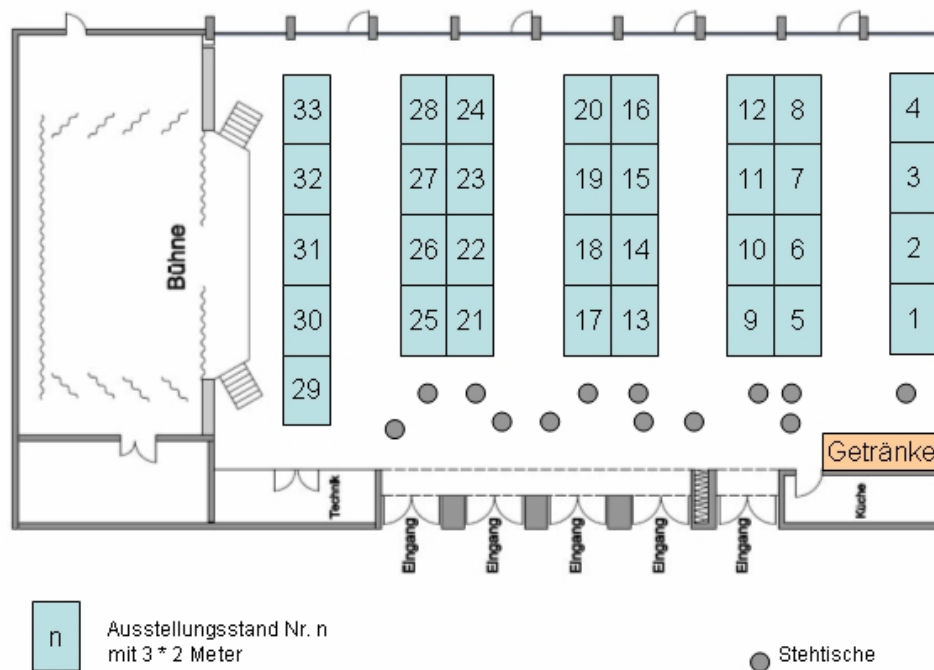 33 28 24 20 16 12 8 4
32 27 23 19 15 11 7 3
Bühne
31 26 22 18 14 10 6 2
30 25 21 17 13 9 5 1
29
Getränke
Technik
Küche
Eingang Eingang Eingang Eingang Eingang
n
Ausstellungsstand Nr. n
mit 3 * 2 Meter
Stehtische